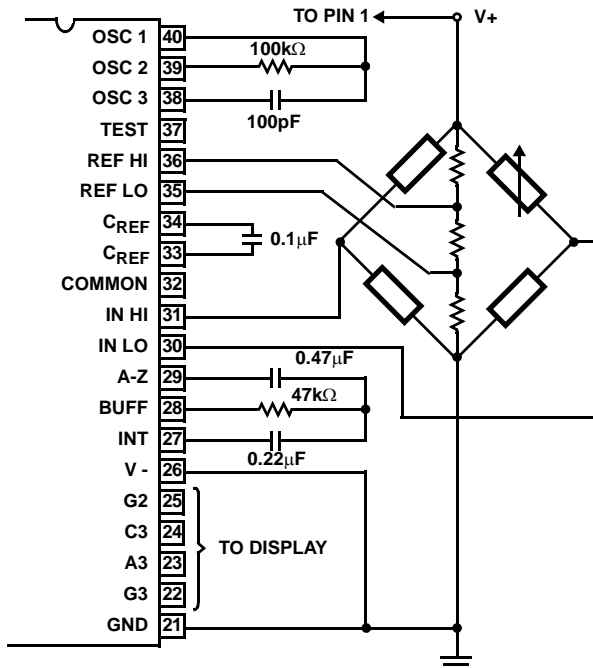 TO PIN 1
V+
OSC 1 40
100kΩ
OSC 2 39
OSC 3 38
100pF
TEST 37
REF HI 36
REF LO 35
CREF 34
0.1µF
CREF 33
COMMON 32
IN HI 31
IN LO 30
0.47µF
A-Z 29
47kΩ
BUFF 28
INT 27
0.22µF
V - 26
G2 25
C3 24
TO DISPLAY
A3 23
G3 22
GND 21